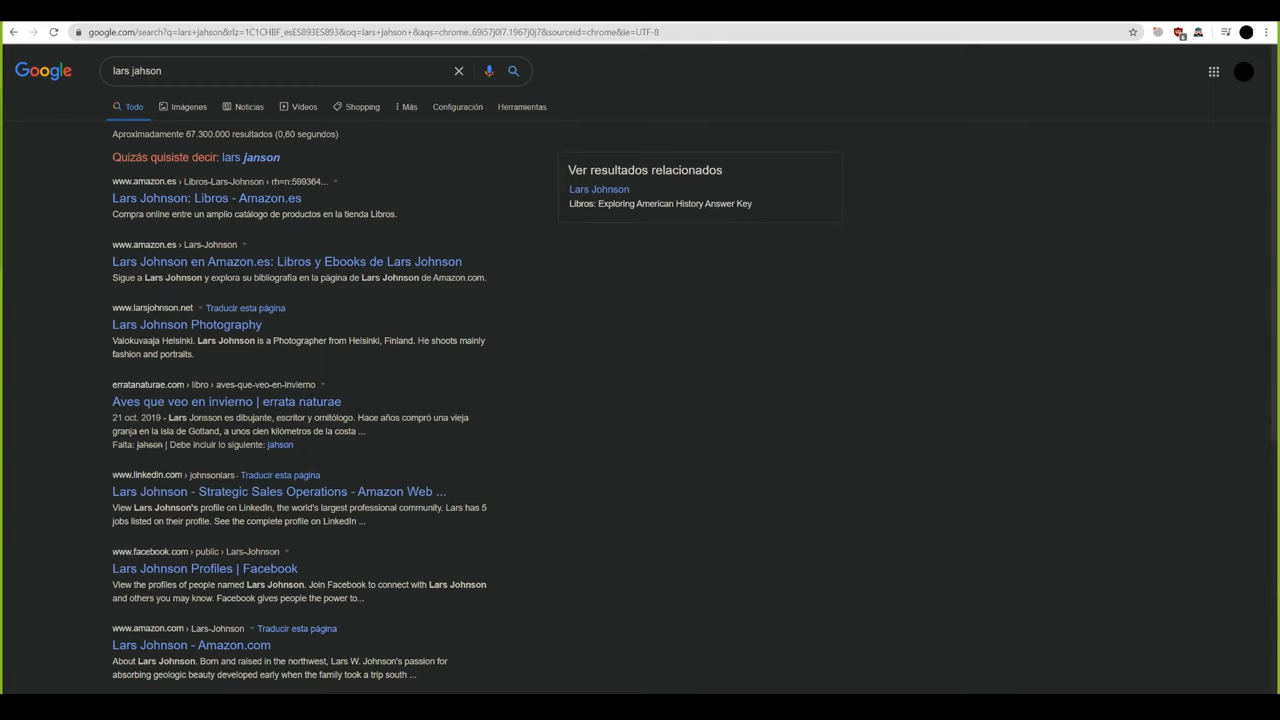 google.com/search?q=lars+jahson&rlz=1C1CHBF_esES893ES893&oq=lars+jahson+&aqs=chrome..69i57j0l7.1967j0j7&sourceid=chrome&ie=UTF-8
Google
lars jahson
Todo Imágenes Noticias Vídeos Shopping Más Configuración Herramientas
Aproximadamente 67.300.000 resultados (0,60 segundos)
Quizás quisiste decir: lars janson
www.amazon.es › Libros-Lars-Johnson › rh=n:599364...
Lars Johnson: Libros - Amazon.es
Compra online entre un amplio catálogo de productos en la tienda Libros.
www.amazon.es › Lars-Johnson
Lars Johnson en Amazon.es: Libros y Ebooks de Lars Johnson
Sigue a Lars Johnson y explora su bibliografía en la página de Lars Johnson de Amazon.com.
www.larsjohnson.net Traducir esta página
Lars Johnson Photography
Valokuvaaja Helsinki. Lars Johnson is a Photographer from Helsinki, Finland. He shoots mainly
fashion and portraits.
erratanaturae.com › libro › aves-que-veo-en-invierno
Aves que veo en invierno | errata naturae
21 oct. 2019 - Lars Jonsson es dibujante, escritor y ornitólogo. Hace años compró una vieja
granja en la isla de Gotland, a unos cien kilómetros de la costa ...
Falta: jahson | Debe incluir lo siguiente: jahson
www.linkedin.com › johnsonlars - Traducir esta página
Lars Johnson - Strategic Sales Operations - Amazon Web ...
View Lars Johnson's profile on LinkedIn, the world's largest professional community. Lars has 5
jobs listed on their profile. See the complete profile on LinkedIn ...
www.facebook.com › public › Lars-Johnson
Lars Johnson Profiles | Facebook
View the profiles of people named Lars Johnson. Join Facebook to connect with Lars Johnson
and others you may know. Facebook gives people the power to...
www.amazon.com › Lars-Johnson Traducir esta página
Lars Johnson - Amazon.com
About Lars Johnson. Born and raised in the northwest, Lars W. Johnson's passion for
absorbing geologic beauty developed early when the family took a trip south ...
Ver resultados relacionados
Lars Johnson
Libros: Exploring American History Answer Key